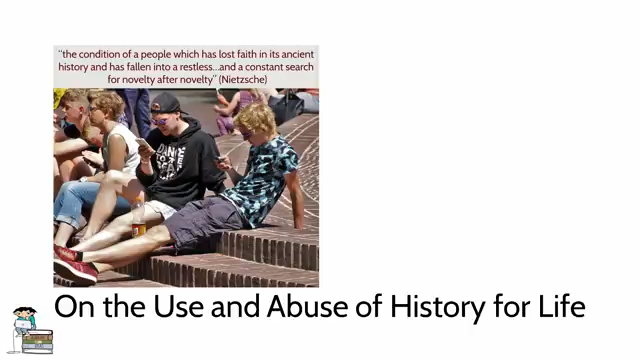 “the condition of a people which has lost faith in its ancient
history and has fallen into a restless...and a constant search
for novelty after novelty” (Nietzsche)
DANCE
On the Use and Abuse of History for Life